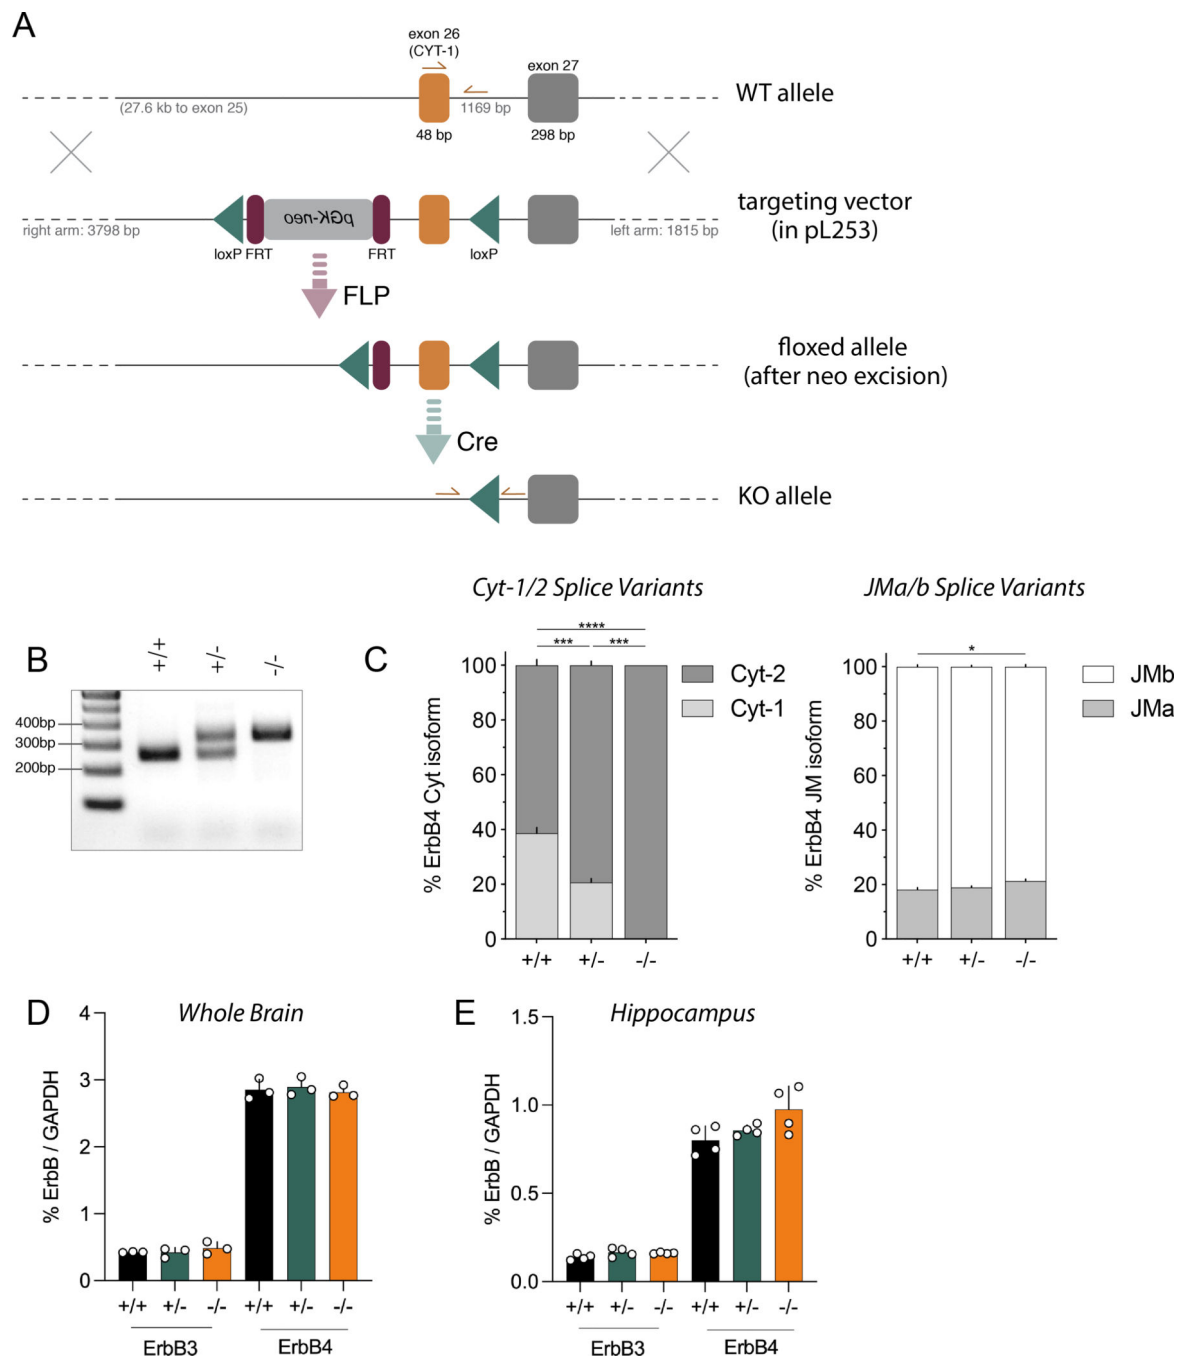 A
exon 26
(CYT-1)
exon 27
(27.6 kb to exon 25)
1169 bp
WT allele
48 bp
298 bp
pGK-neo
targeting vector
(in pL253)
right arm: 3798 bp
left arm: 1815 bp
loxP FRT
FRT
loxP
FLP
floxed allele
(after neo excision)
Cre
KO allele
B
+/+
+/-
-/-
400bp
300bp
200bp
C
Cyt-1/2 Splice Variants
****
*** ***
100
80
60
40
20
0
% ErbB4 Cyt isoform
+/+ +/- -/-
Cyt-2
Cyt-1
JMa/b Splice Variants
*
100
80
60
40
20
0
% ErbB4 JM isoform
+/+ +/- -/-
JMb
JMa
D
Whole Brain
4
3
2
1
0
% ErbB / GAPDH
+/+ +/- -/- +/+ +/- -/-
ErbB3 ErbB4
E
Hippocampus
1.5
1.0
0.5
0.0
% ErbB / GAPDH
+/+ +/- -/- +/+ +/- -/-
ErbB3 ErbB4